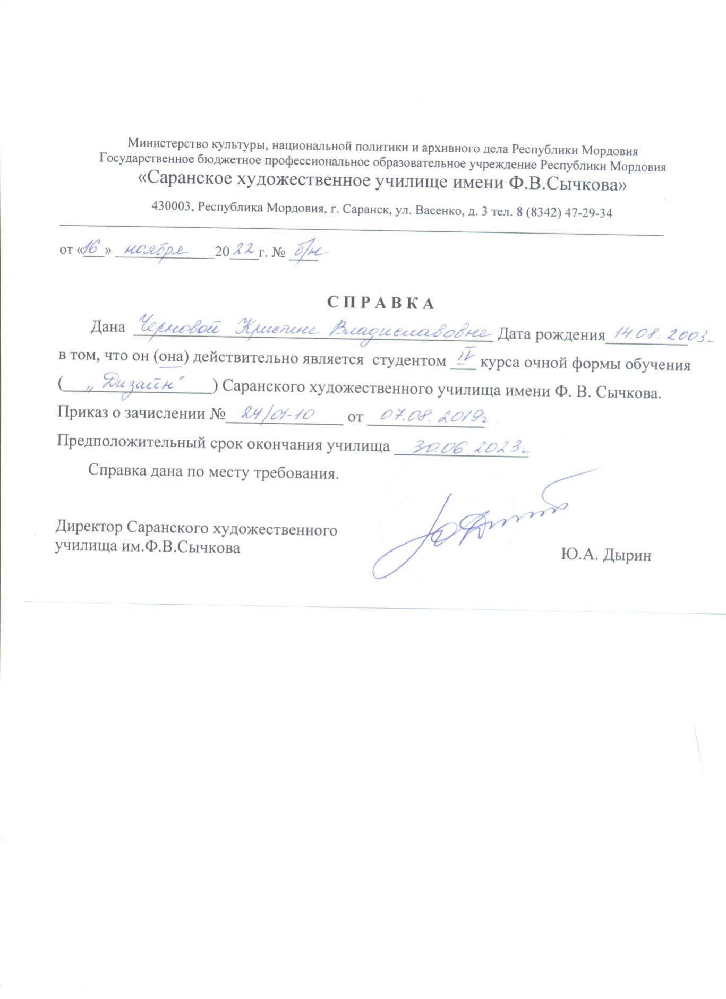 Министерство культуры, национальной политики и архивного дела Республики Мордовия
Государственное бюджетное профессиональное образовательное учреждение Республики Мордовия
«Саранское художественное училище имени Ф.В.Сычкова»
430003, Республика Мордовия, г. Саранск, ул. Васенко, д. 3 тел. 8 (8342) 47-29-34
от «16» ноября 2022 г. № б/н
СПРАВКА
Дана Черновой Кристине Владиславовне Дата рождения 14.08.2003г
в том, что он (она) действительно является студентом IV курса очной формы обучения
(„Дизайн") Саранского художественного училища имени Ф. В. Сычкова.
Приказ о зачислении № 24/01-10 от 07.08.2019г.
Предположительный срок окончания училища 30.06.2023г
Справка дана по месту требования.
Директор Саранского художественного
училища им.Ф.В.Сычкова
Ю.А. Дырин